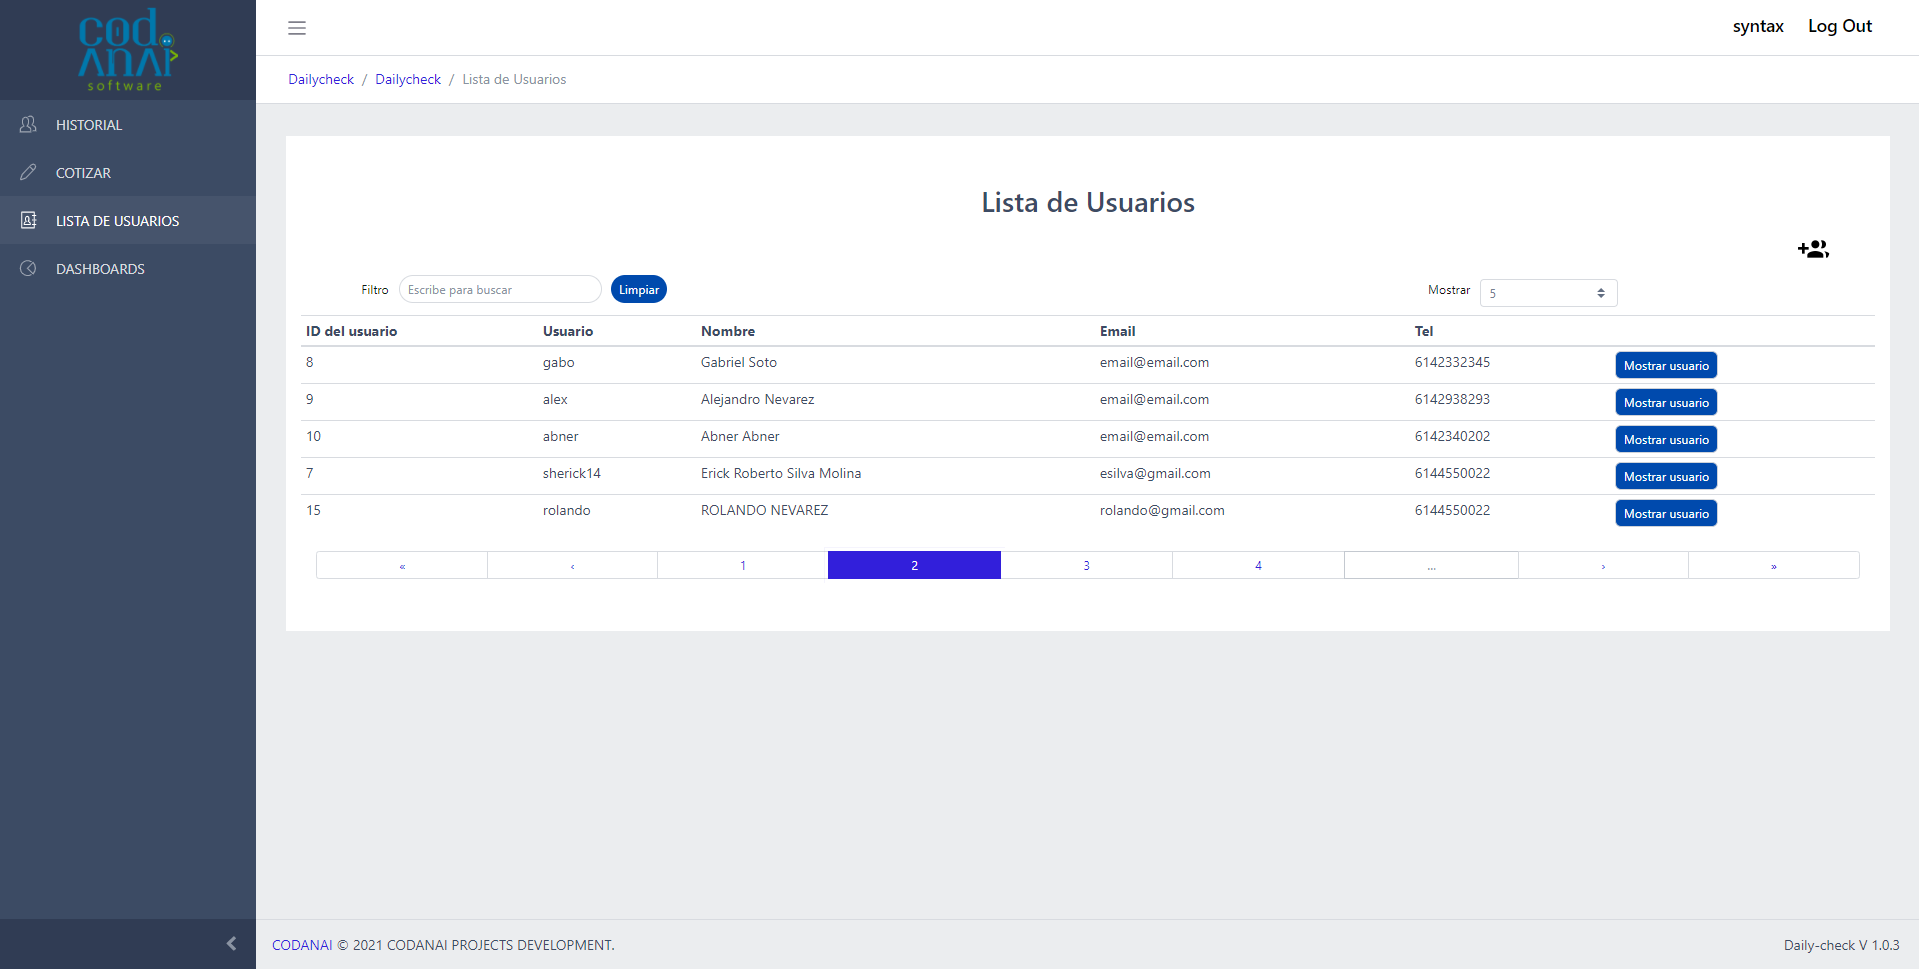 cod
ANAI
software
syntax Log Out
Dailycheck / Dailycheck / Lista de Usuarios
HISTORIAL
COTIZAR
LISTA DE USUARIOS
DASHBOARDS
Lista de Usuarios
Filtro Escribe para buscar Limpiar Mostrar 5
ID del usuario Usuario Nombre Email Tel
8 gabo Gabriel Soto email@email.com 6142332345 Mostrar usuario
9 alex Alejandro Nevarez email@email.com 6142938293 Mostrar usuario
10 abner Abner Abner email@email.com 6142340202 Mostrar usuario
7 sherick14 Erick Roberto Silva Molina esilva@gmail.com 6144550022 Mostrar usuario
15 rolando ROLANDO NEVAREZ rolando@gmail.com 6144550022 Mostrar usuario
« ‹ 1 2 3 4 ... › »
CODANAI © 2021 CODANAI PROJECTS DEVELOPMENT. Daily-check V 1.0.3